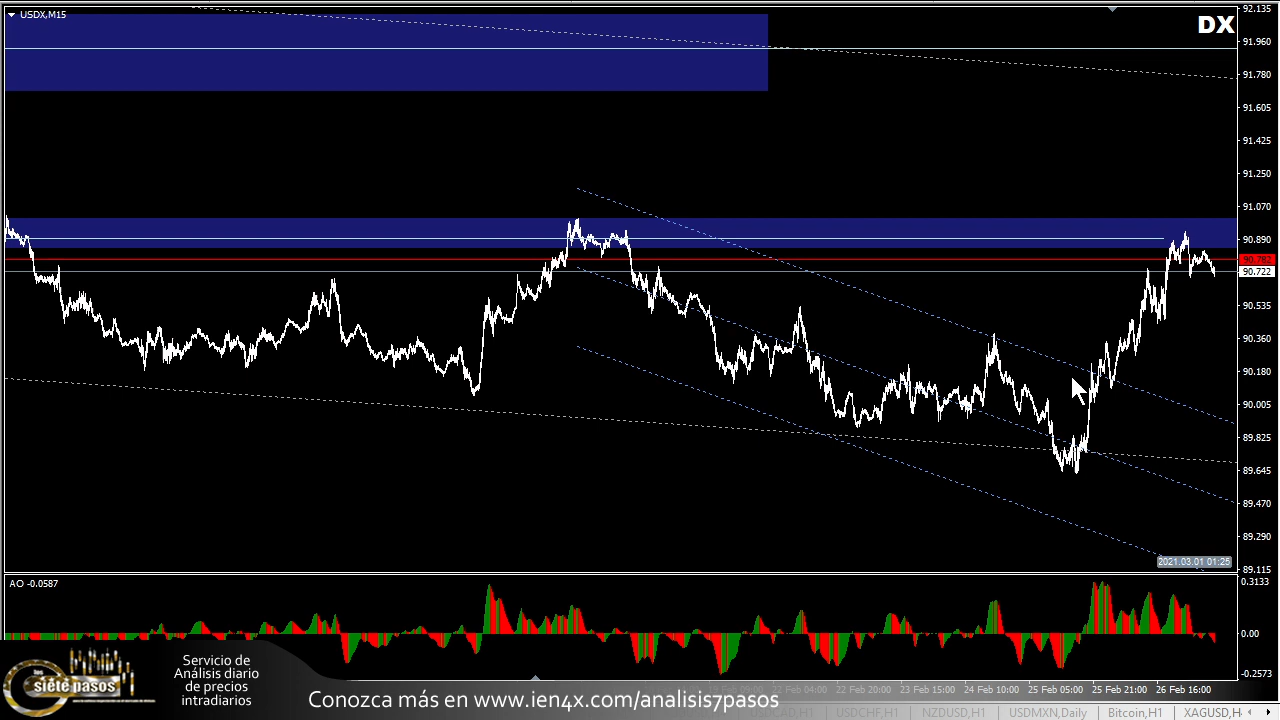 USDX,M15
DX
92.135
91.960
91.780
91.605
91.425
91.250
91.070
90.890
90.782
90.722
90.535
90.360
90.180
90.005
89.825
89.645
89.470
89.290
89.115
2021.03.01 01:25
AO -0.0587
0.3133
0.00
-0.2573
los
siete pasos
Servicio de
Análisis diario
de precios
intradiarios
Conozca más en www.ien4x.com/analisis7pasos
22 Feb 04:00 22 Feb 20:00 23 Feb 15:00 24 Feb 10:00 25 Feb 05:00 25 Feb 21:00 26 Feb 16:00
USDCHF,H1 NZDUSD,H1 USDMXN,Daily Bitcoin,H1 XAGUSD,H